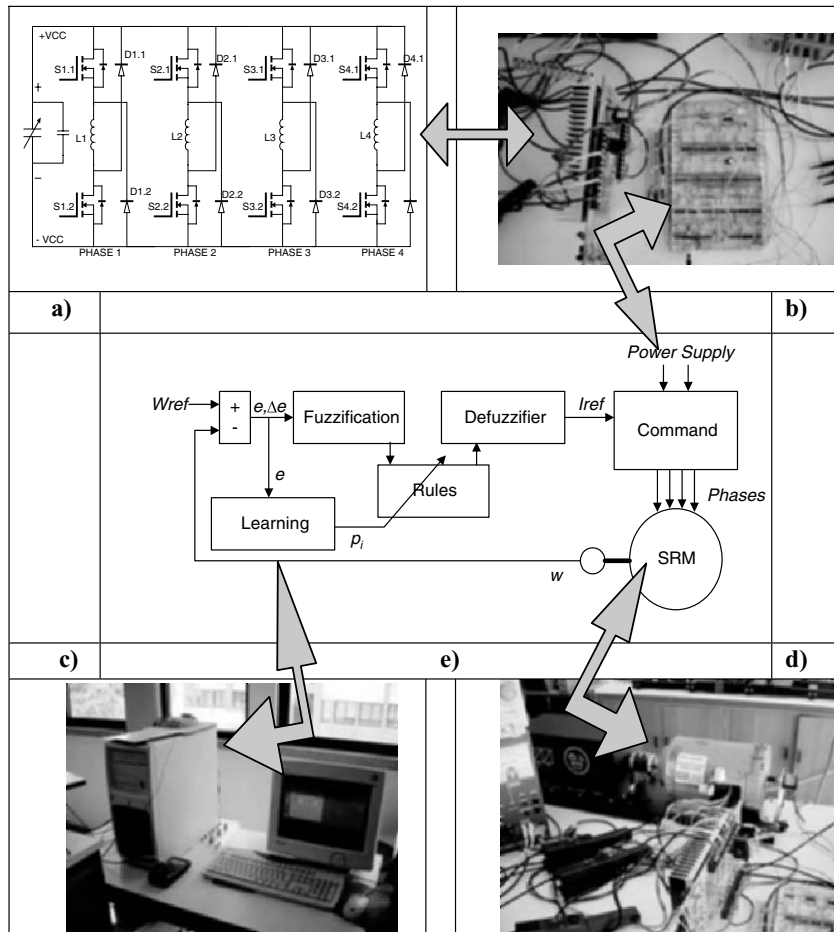 +VCC
D1.1 D2.1 D3.1 D4.1
S1.1 S2.1 S3.1 S4.1
+
L1 L2 L3 L4
–
D1.2 D2.2 D3.2
S1.2 S2.2 S3.2 S4.2
- VCC
PHASE 1 PHASE 2 PHASE 3 PHASE 4
a) b)
Power Supply
Wref + - e,Δe Fuzzification Defuzzifier Iref Command
e Rules Phases
Learning pi
w SRM
c) e) d)